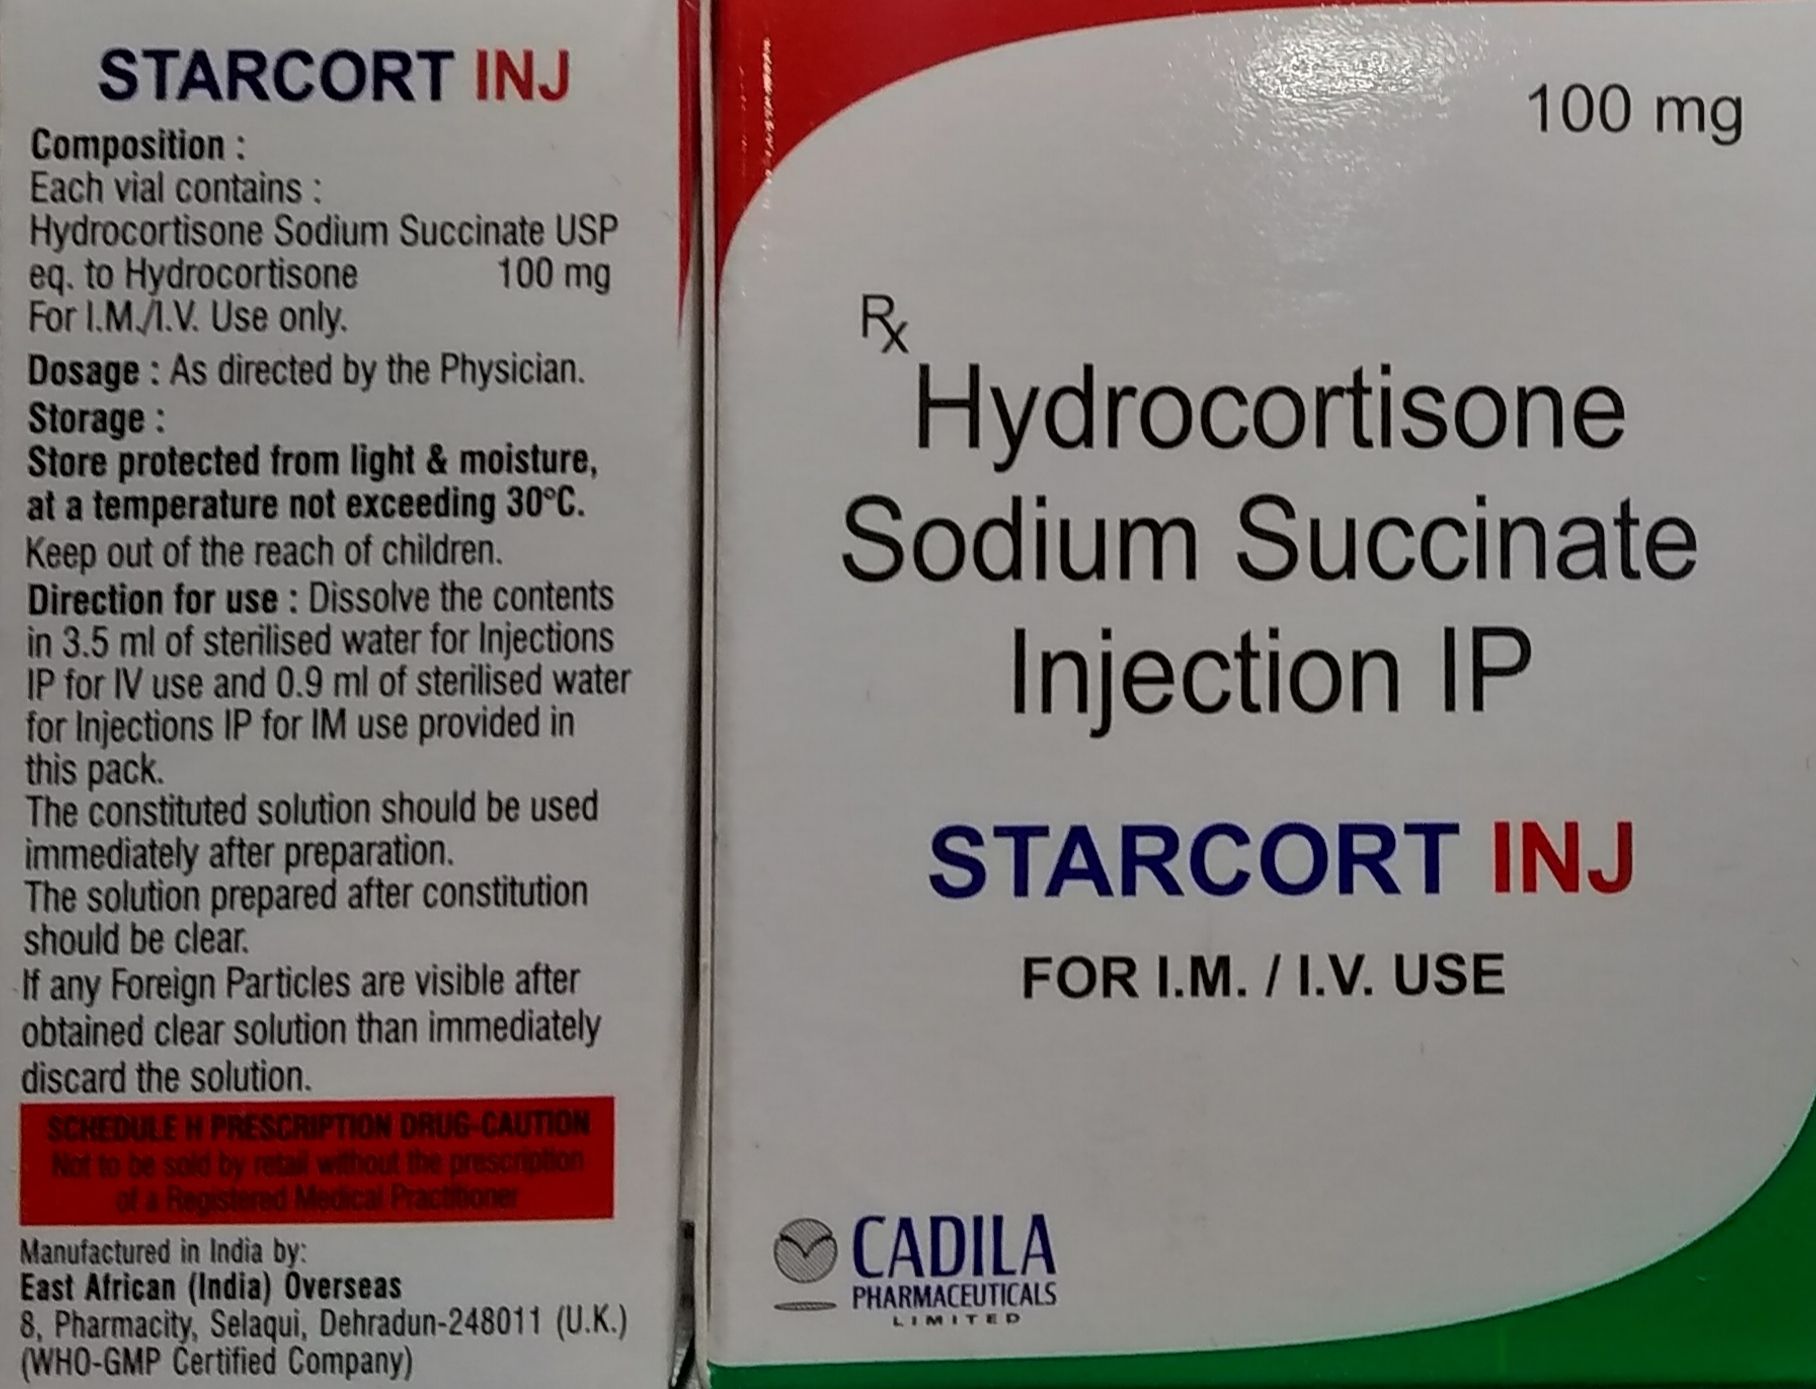 STARCORT INJ
Composition :
Each vial contains :
Hydrocortisone Sodium Succinate USP
eq. to Hydrocortisone 100 mg
For I.M./I.V. Use only.
Dosage : As directed by the Physician.
Storage :
Store protected from light & moisture,
at a temperature not exceeding 30°C.
Keep out of the reach of children.
Direction for use : Dissolve the contents
in 3.5 ml of sterilised water for Injections
IP for IV use and 0.9 ml of sterilised water
for Injections IP for IM use provided in
this pack.
The constituted solution should be used
immediately after preparation.
The solution prepared after constitution
should be clear.
If any Foreign Particles are visible after
obtained clear solution than immediately
discard the solution.
SCHEDULE H PRESCRIPTION DRUG-CAUTION
Not to be sold by retail without the prescription
of a Registered Medical Practitioner
Manufactured in India by:
East African (India) Overseas
8, Pharmacity, Selaqui, Dehradun-248011 (U.K.)
(WHO-GMP Certified Company)
100 mg
Rx
Hydrocortisone
Sodium Succinate
Injection IP
STARCORT INJ
FOR I.M. / I.V. USE
CADILA
PHARMACEUTICALS
LIMITED